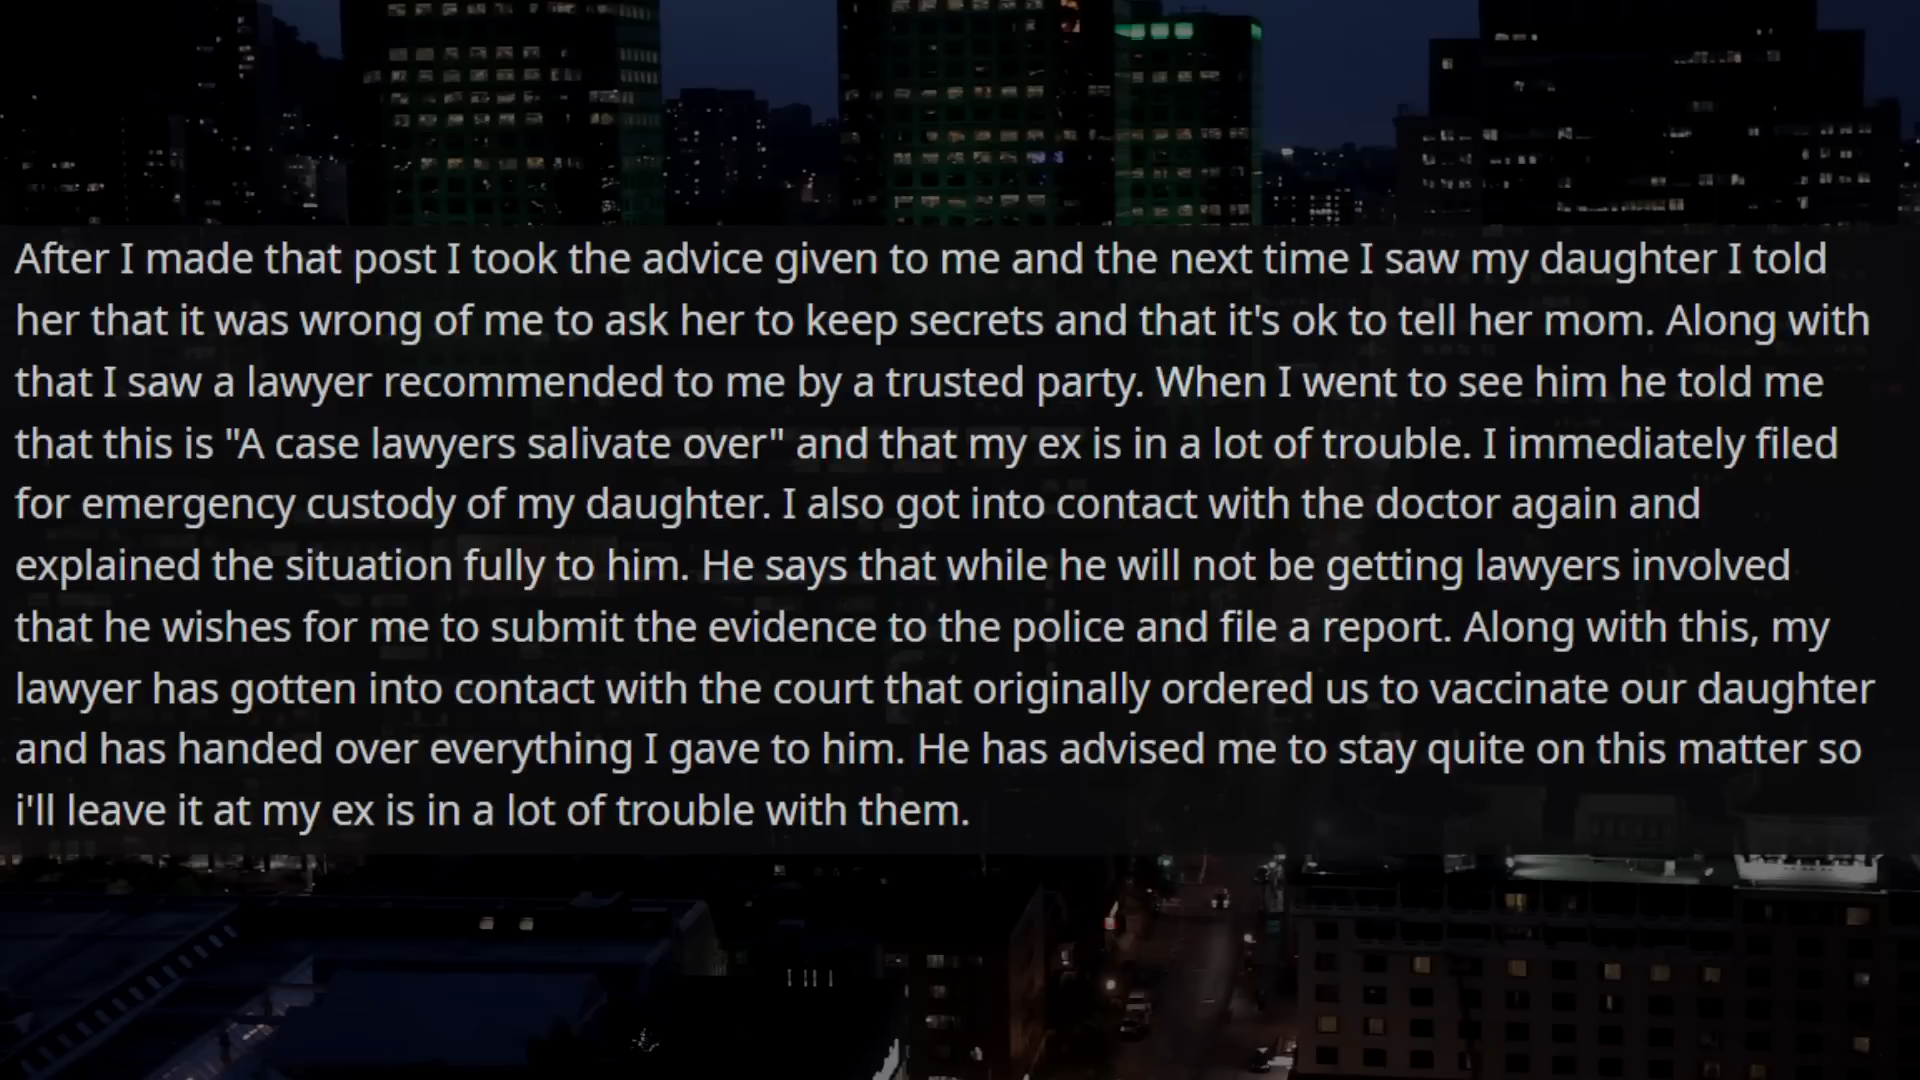 After I made that post I took the advice given to me and the next time I saw my daughter I told
her that it was wrong of me to ask her to keep secrets and that it's ok to tell her mom. Along with
that I saw a lawyer recommended to me by a trusted party. When I went to see him he told me
that this is "A case lawyers salivate over" and that my ex is in a lot of trouble. I immediately filed
for emergency custody of my daughter. I also got into contact with the doctor again and
explained the situation fully to him. He says that while he will not be getting lawyers involved
that he wishes for me to submit the evidence to the police and file a report. Along with this, my
lawyer has gotten into contact with the court that originally ordered us to vaccinate our daughter
and has handed over everything I gave to him. He has advised me to stay quite on this matter so
i'll leave it at my ex is in a lot of trouble with them.